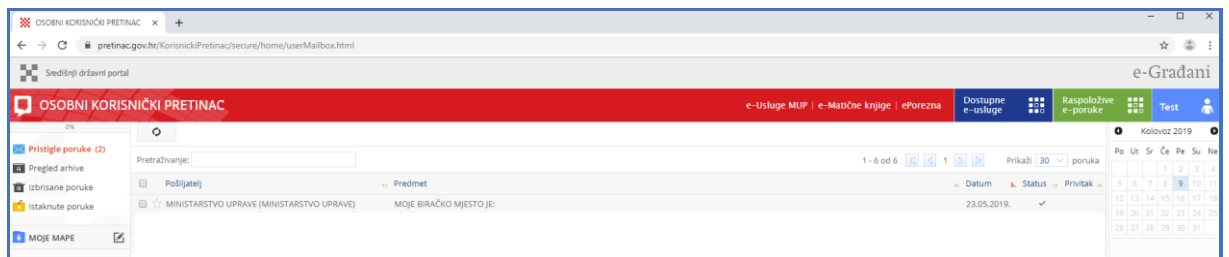 OSOBNI KORISNIČKI PRETINAC
pretinac.gov.hr/KorisnickiPretinac/secure/home/userMailbox.html
Središnji državni portal
e-Građani
OSOBNI KORISNIČKI PRETINAC
e-Usluge MUP | e-Matične knjige | ePorezna
Dostupne
e-usluge
Raspoložive
e-poruke
Test
0%
Pristigle poruke (2)
Pregled arhive
Izbrisane poruke
Istaknute poruke
MOJE MAPE
Pretraživanje:
1 - 6 od 6 1 Prikaži 30 poruka
Pošiljatelj Predmet Datum Status Privitak
MINISTARSTVO UPRAVE (MINISTARSTVO UPRAVE) MOJE BIRAČKO MJESTO JE: 23.05.2019.
Kolovoz 2019
Po Ut Sr Če Pe Su Ne
1 2 3 4
5 6 7 8 9 10 11
12 13 14 15 16 17 18
19 20 21 22 23 24 25
26 27 28 29 30 31